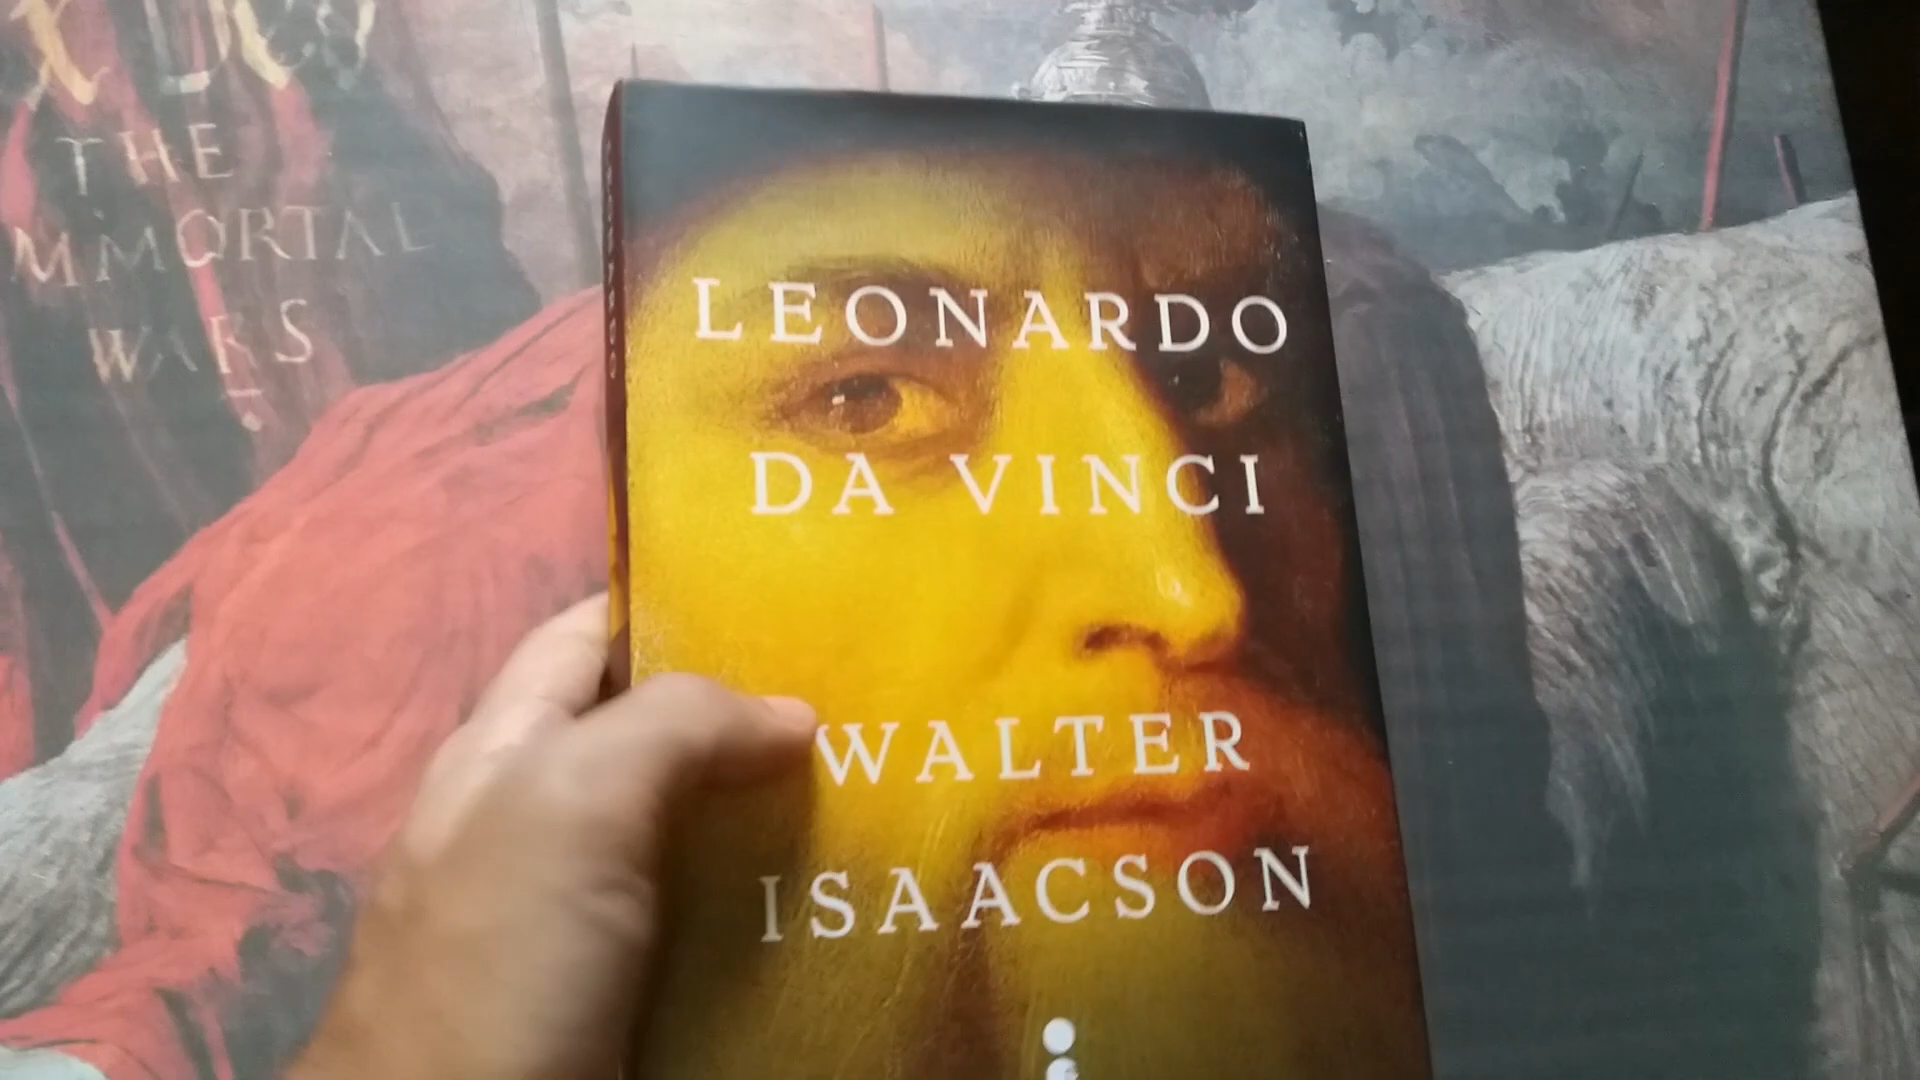 THE
IMMORTAL
WARS
LEONARDO
DA VINCI
WALTER
ISAACSON